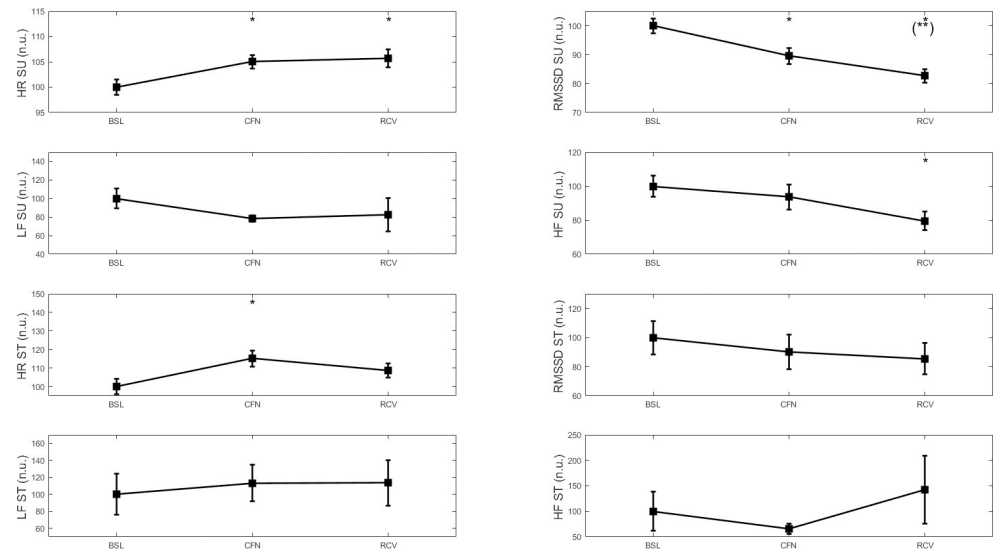 HR SU (n.u.)
115
110
105
100
95
* *
BSL CFN RCV
RMSSD SU (n.u.)
100
90
80
70
* *
(**)
BSL CFN RCV
LF SU (n.u.)
140
120
100
80
60
40
BSL CFN RCV
HF SU (n.u.)
120
100
80
60
*
BSL CFN RCV
HR ST (n.u.)
150
140
130
120
110
100
*
BSL CFN RCV
RMSSD ST (n.u.)
120
100
80
60
BSL CFN RCV
LF ST (n.u.)
160
140
120
100
80
60
BSL CFN RCV
HF ST (n.u.)
250
200
150
100
50
BSL CFN RCV